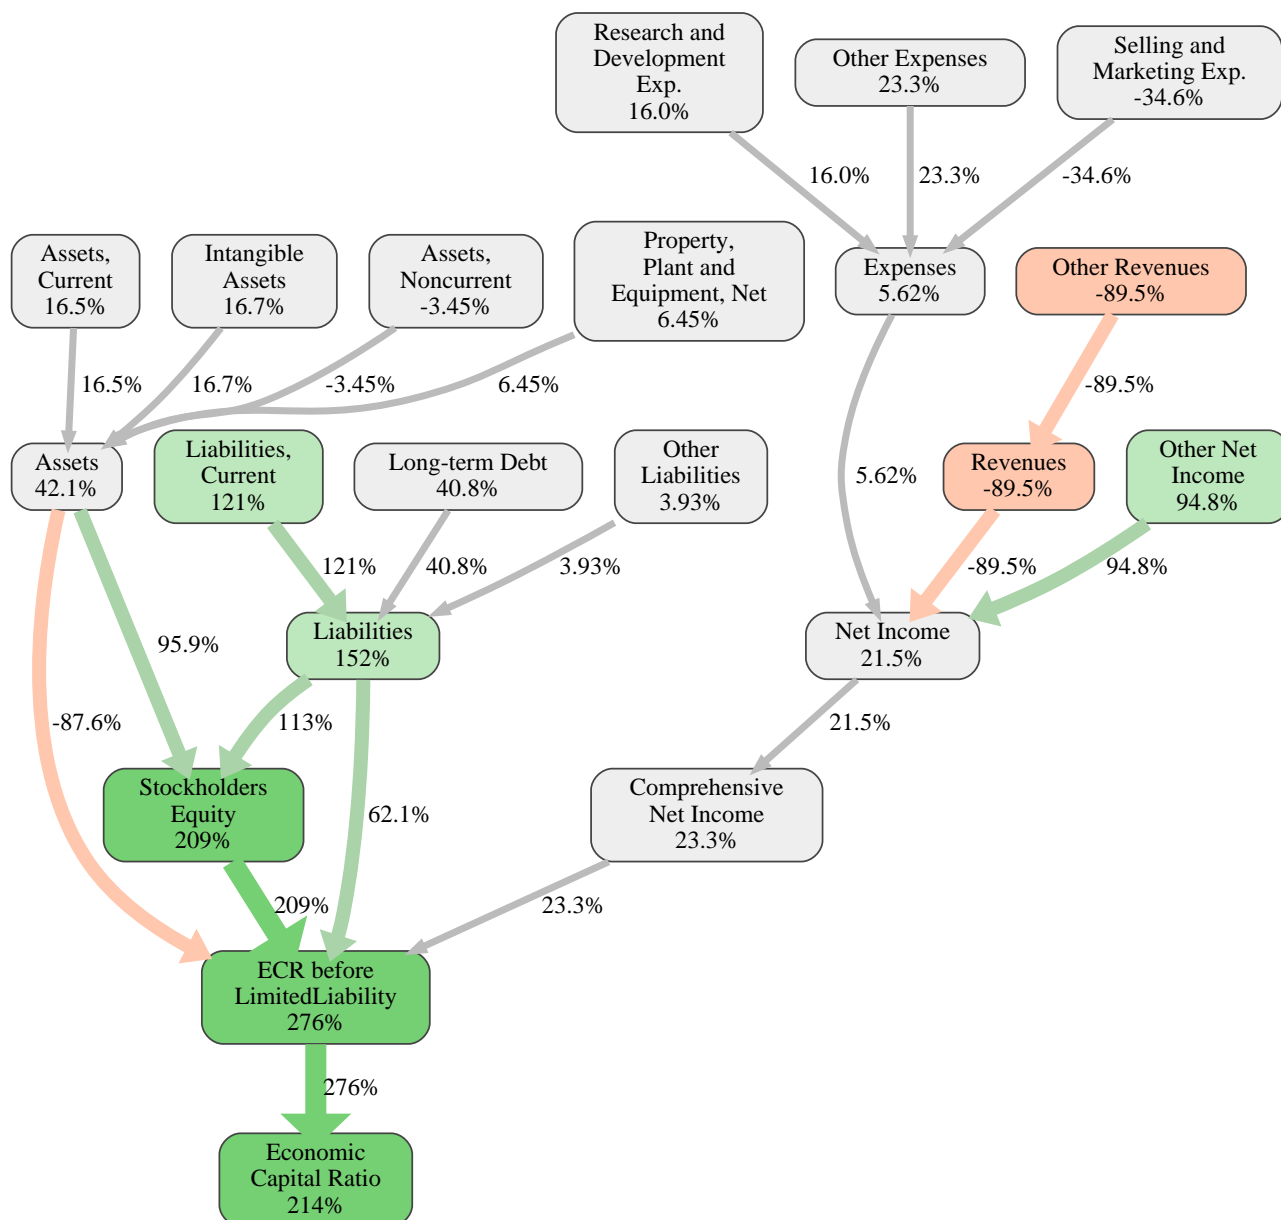 Research and
Development
Exp.
16.0%
Other Expenses
23.3%
Selling and
Marketing Exp.
-34.6%
16.0%
23.3%
-34.6%
Assets,
Current
16.5%
Intangible
Assets
16.7%
Assets,
Noncurrent
-3.45%
Property,
Plant and
Equipment, Net
6.45%
Expenses
5.62%
Other Revenues
-89.5%
16.5%
16.7%
-3.45%
6.45%
-89.5%
Assets
42.1%
Liabilities,
Current
121%
Long-term Debt
40.8%
Other
Liabilities
3.93%
5.62%
Revenues
-89.5%
Other Net
Income
94.8%
121%
40.8%
3.93%
-89.5%
94.8%
Liabilities
152%
Net Income
21.5%
95.9%
-87.6%
113%
21.5%
Stockholders
Equity
209%
62.1%
Comprehensive
Net Income
23.3%
209%
23.3%
ECR before
LimitedLiability
276%
276%
Economic
Capital Ratio
214%